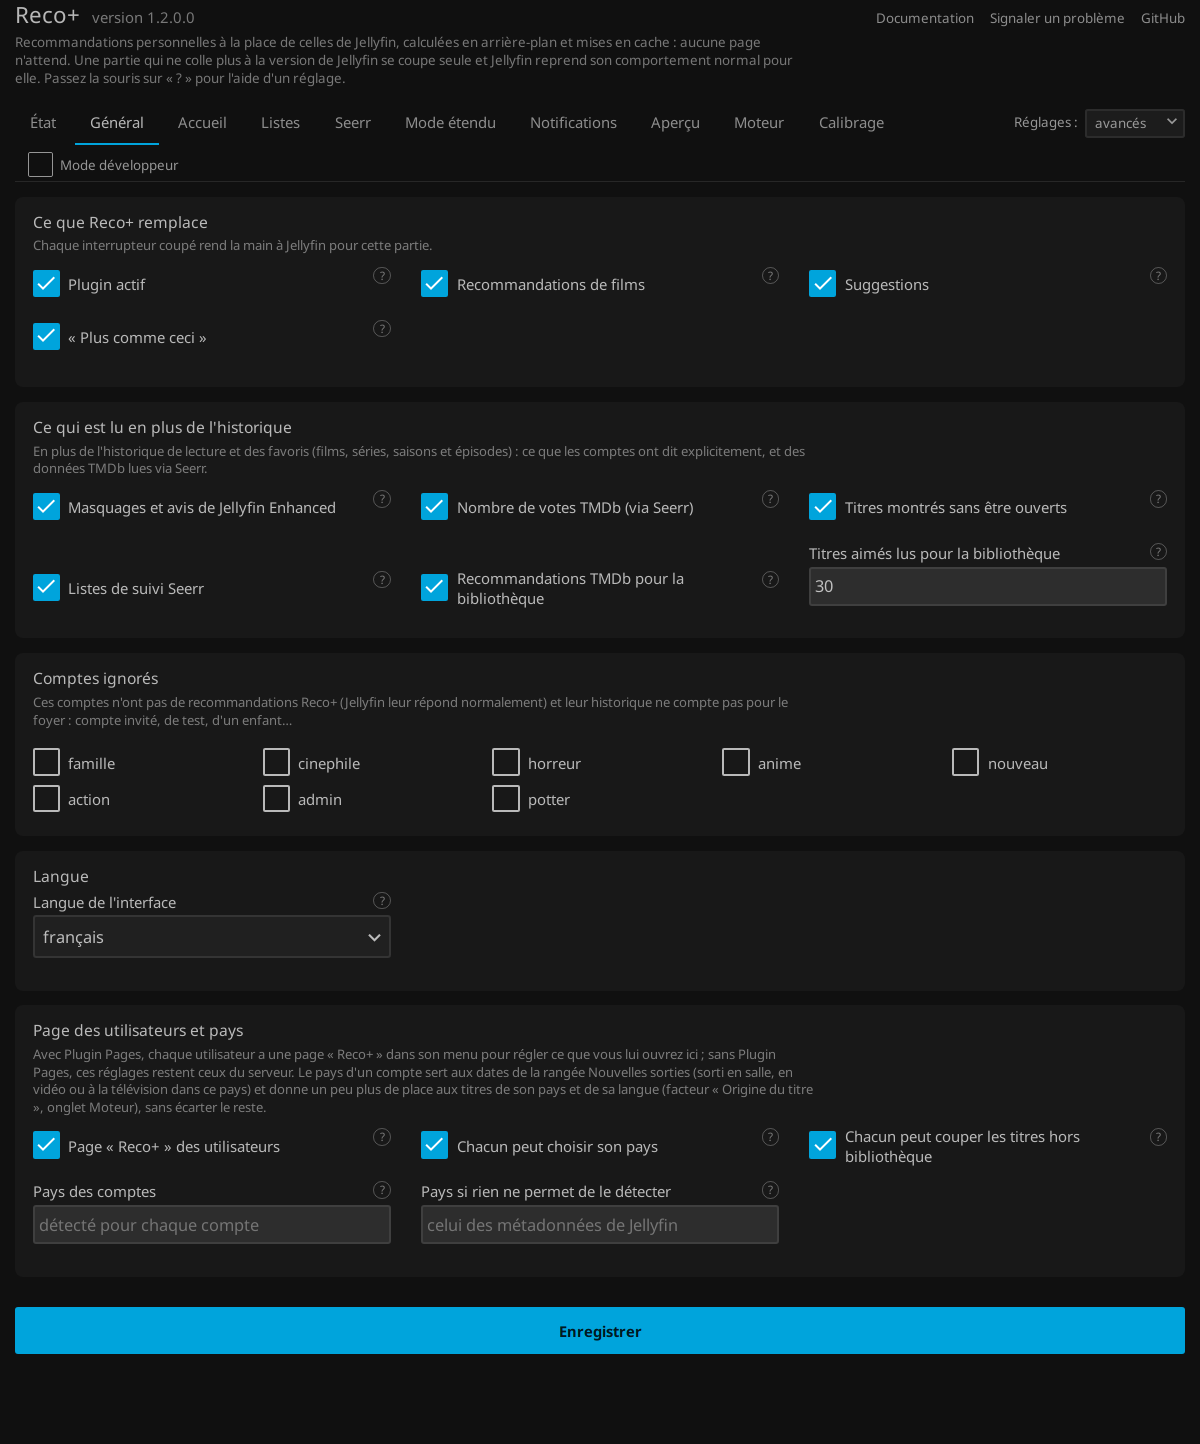 Reco+ version 1.2.0.0
Documentation Signaler un problème GitHub
Recommandations personnelles à la place de celles de Jellyfin, calculées en arrière-plan et mises en cache : aucune page
n'attend. Une partie qui ne colle plus à la version de Jellyfin se coupe seule et Jellyfin reprend son comportement normal pour
elle. Passez la souris sur « ? » pour l'aide d'un réglage.
État Général Accueil Listes Seerr Mode étendu Notifications Aperçu Moteur Calibrage Réglages : avancés
Mode développeur
Ce que Reco+ remplace
Chaque interrupteur coupé rend la main à Jellyfin pour cette partie.
Plugin actif ? Recommandations de films ? Suggestions ?
« Plus comme ceci » ?
Ce qui est lu en plus de l'historique
En plus de l'historique de lecture et des favoris (films, séries, saisons et épisodes) : ce que les comptes ont dit explicitement, et des
données TMDb lues via Seerr.
Masquages et avis de Jellyfin Enhanced ? Nombre de votes TMDb (via Seerr) ? Titres montrés sans être ouverts ?
Listes de suivi Seerr ? Recommandations TMDb pour la
bibliothèque ?
Titres aimés lus pour la bibliothèque ?
30
Comptes ignorés
Ces comptes n'ont pas de recommandations Reco+ (Jellyfin leur répond normalement) et leur historique ne compte pas pour le
foyer : compte invité, de test, d'un enfant...
famille cinephile horreur anime nouveau
action admin potter
Langue
Langue de l'interface ?
français
Page des utilisateurs et pays
Avec Plugin Pages, chaque utilisateur a une page « Reco+ » dans son menu pour régler ce que vous lui ouvrez ici ; sans Plugin
Pages, ces réglages restent ceux du serveur. Le pays d'un compte sert aux dates de la rangée Nouvelles sorties (sorti en salle, en
vidéo ou à la télévision dans ce pays) et donne un peu plus de place aux titres de son pays et de sa langue (facteur « Origine du titre
», onglet Moteur), sans écarter le reste.
Page « Reco+ » des utilisateurs ? Chacun peut choisir son pays ? Chacun peut couper les titres hors
bibliothèque ?
Pays des comptes ? Pays si rien ne permet de le détecter ?
détecté pour chaque compte celui des métadonnées de Jellyfin
Enregistrer